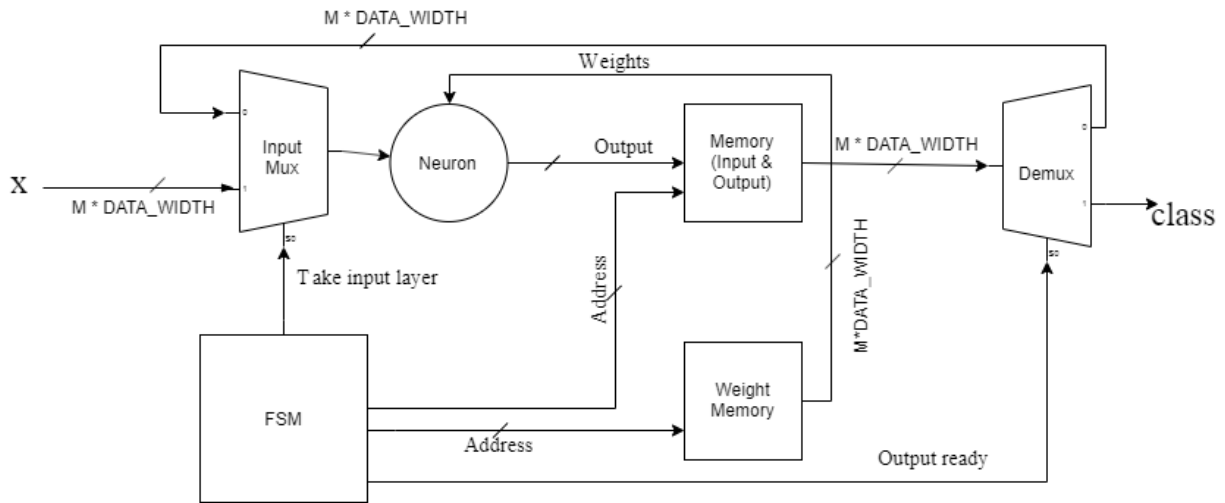 M * DATA_WIDTH
Weights
0
Input
Mux
Neuron
Output
Memory
(Input &
Output)
M * DATA_WIDTH
0
Demux
X
1
M * DATA_WIDTH
1
class
S0
S0
Take input layer
Address
M*DATA_WIDTH
FSM
Weight
Memory
Address
Output ready